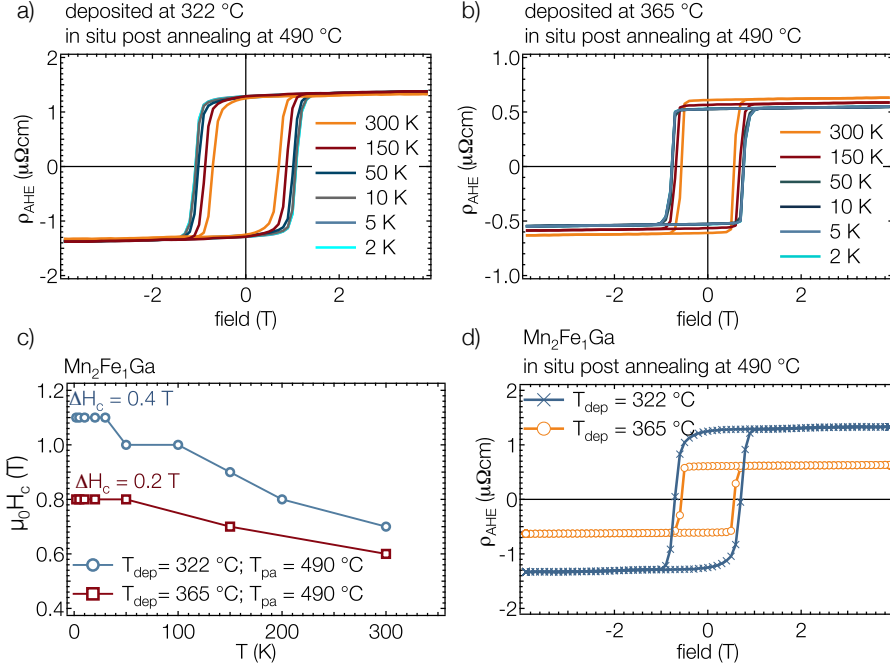 a)
deposited at 322 °C
in situ post annealing at 490 °C
ρAHE (μΩcm)
2
1
0
-1
-2
-2
0
2
field (T)
300 K
150 K
50 K
10 K
5 K
2 K
b)
deposited at 365 °C
in situ post annealing at 490 °C
ρAHE (μΩcm)
1.0
0.5
0
-0.5
-1.0
-2
0
2
field (T)
300 K
150 K
50 K
10 K
5 K
2 K
c)
Mn2Fe1Ga
μ0Hc (T)
1.2
1.0
0.8
0.6
0.4
ΔHc = 0.4 T
ΔHc = 0.2 T
Tdep= 322 °C; Tpa = 490 °C
Tdep= 365 °C; Tpa = 490 °C
0
100
200
300
T (K)
d)
Mn2Fe1Ga
in situ post annealing at 490 °C
ρAHE (μΩcm)
2
1
0
-1
-2
Tdep = 322 °C
Tdep = 365 °C
-2
0
2
field (T)